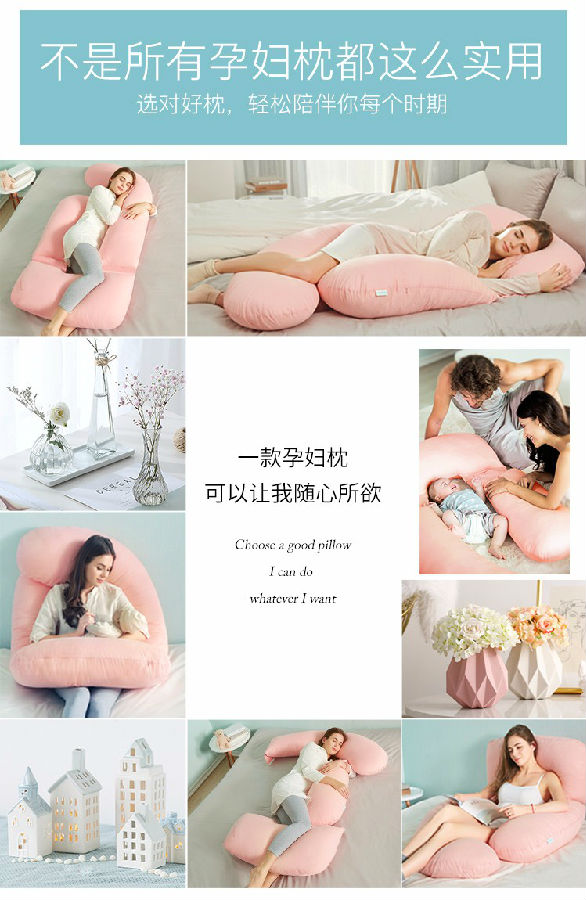 不是所有孕妇枕都这么实用
选对好枕，轻松陪伴你每个时期
一款孕妇枕
可以让我随心所欲
Choose a good pillow
I can do
whatever I want